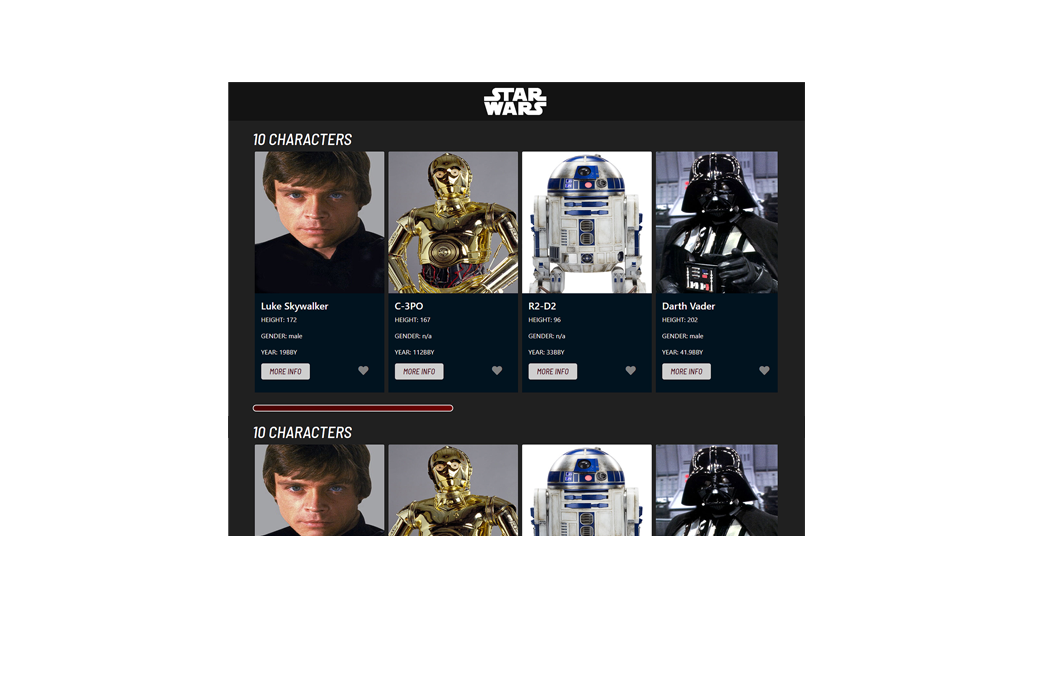 STAR
WARS
10 CHARACTERS
Luke Skywalker
HEIGHT: 172
GENDER: male
YEAR: 19BBY
MORE INFO
C-3PO
HEIGHT: 167
GENDER: n/a
YEAR: 112BBY
MORE INFO
R2-D2
HEIGHT: 96
GENDER: n/a
YEAR: 33BBY
MORE INFO
Darth Vader
HEIGHT: 202
GENDER: male
YEAR: 41.9BBY
MORE INFO
10 CHARACTERS